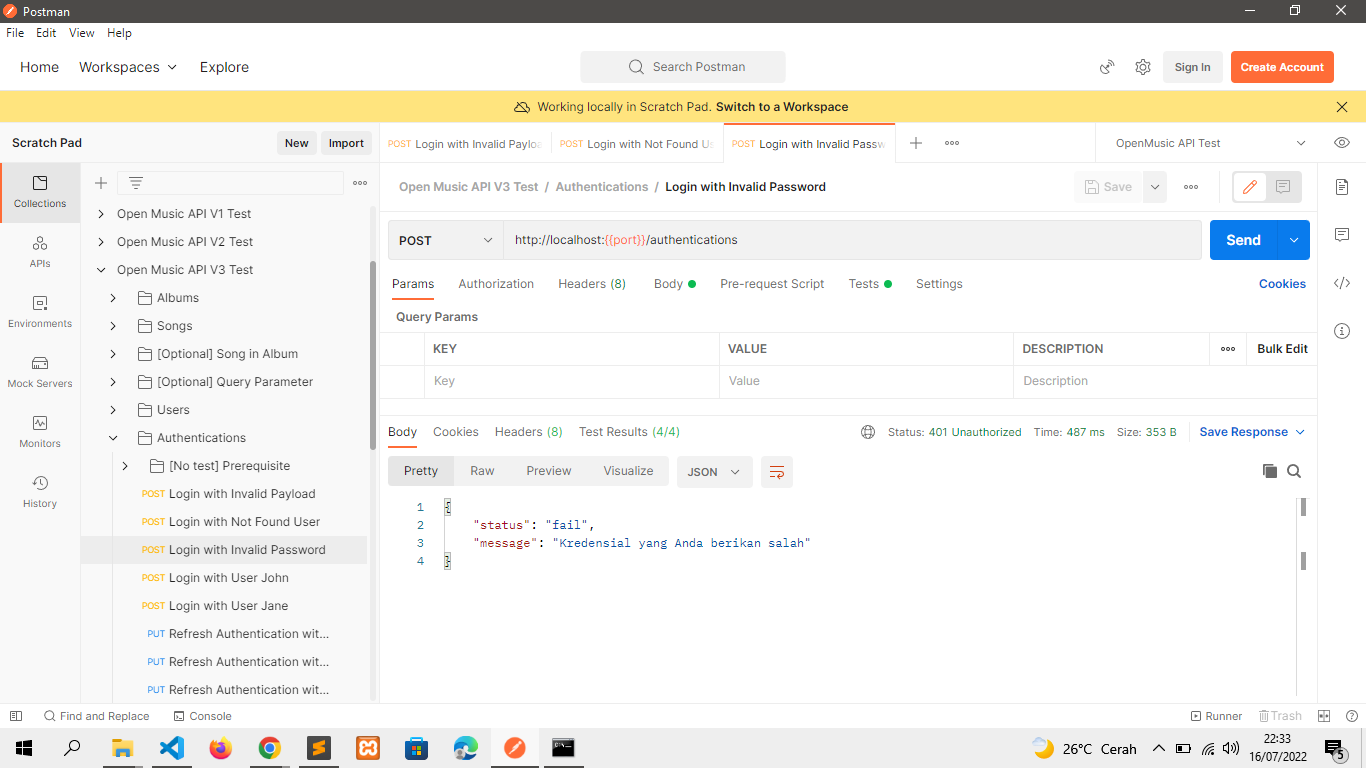 Postman
File Edit View Help
Home Workspaces Explore
Search Postman
Sign In
Create Account
Working locally in Scratch Pad. Switch to a Workspace
Scratch Pad
New
Import
POST Login with Invalid Paylo
POST Login with Not Found U
POST Login with Invalid Passw
OpenMusic API Test
Collections
APIs
Environments
Mock Servers
Monitors
History
Open Music API V1 Test
Open Music API V2 Test
Open Music API V3 Test
Albums
Songs
[Optional] Song in Album
[Optional] Query Parameter
Users
Authentications
[No test] Prerequisite
POST Login with Invalid Payload
POST Login with Not Found User
POST Login with Invalid Password
POST Login with User John
POST Login with User Jane
PUT Refresh Authentication wit...
PUT Refresh Authentication wit...
PUT Refresh Authentication wit...
Open Music API V3 Test / Authentications / Login with Invalid Password
Save
POST
http://localhost:{{port}}/authentications
Send
Params Authorization Headers (8) Body Pre-request Script Tests Settings
Cookies
Query Params
KEY VALUE DESCRIPTION
Bulk Edit
Key Value Description
Body Cookies Headers (8) Test Results (4/4)
Status: 401 Unauthorized Time: 487 ms Size: 353 B
Save Response
Pretty Raw Preview Visualize
JSON
1 {
2 "status": "fail",
3 "message": "Kredensial yang Anda berikan salah"
4 }
Find and Replace
Console
Runner
Trash
26°C Cerah
22:33
16/07/2022
5